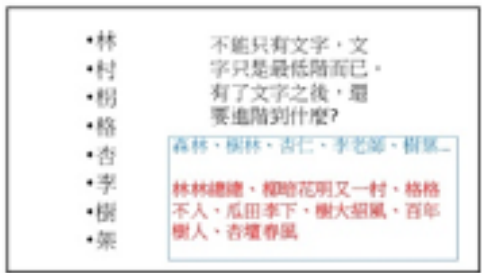 •林
•村
•柺
•格
•杏
•李
•樹
•架
不能只有文字，文
字只是最低階而已。
有了文字之後，還
要進階到什麼?
森林、樹林、杏仁、李老師、樹葉…
林林總總、柳暗花明又一村、格格
不入、瓜田李下、樹大招風、百年
樹人、杏壇春風